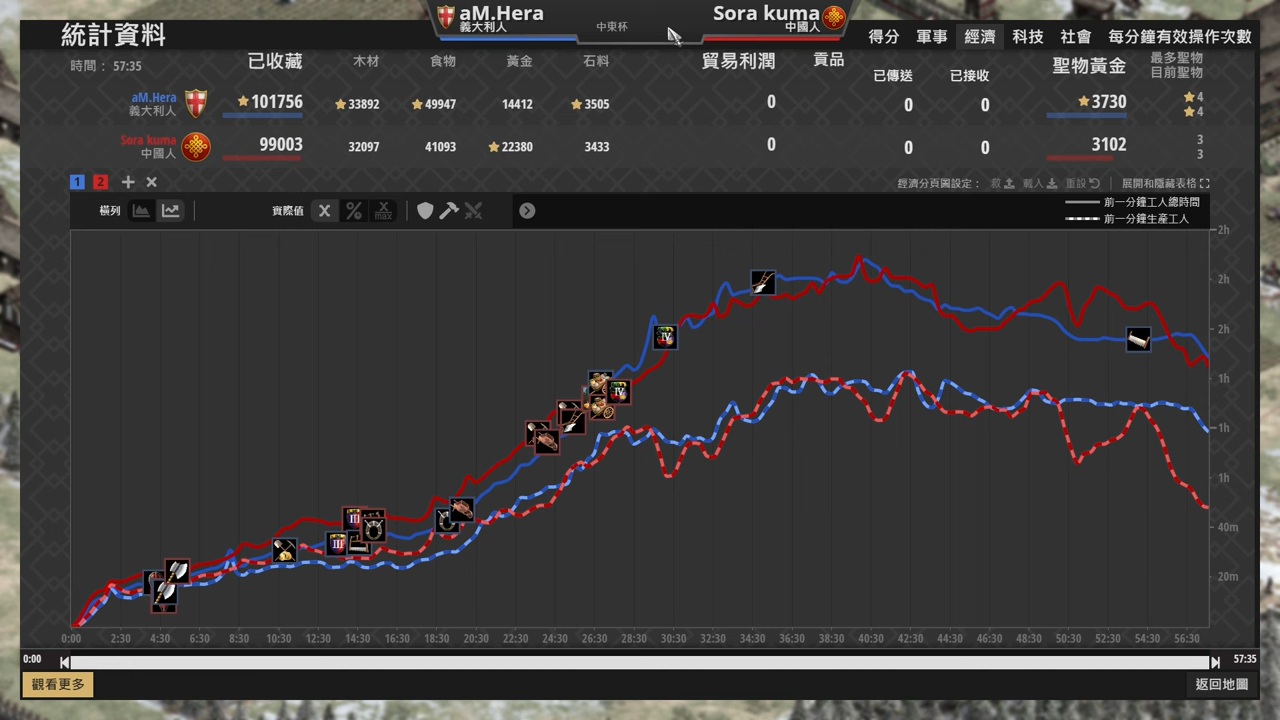 aM.Hera
義大利人
中東杯
Sora kuma
中國人
統計資料
得分 軍事 經濟 科技 社會 每分鐘有效操作次數
時間： 57:35
已收藏 木材 食物 黃金 石料 貿易利潤 貢品 已傳送 已接收 聖物黃金 最多聖物
目前聖物
aM.Hera
義大利人
101756 33892 49947 14412 3505 0 0 0 3730 4
4
Sora kuma
中國人
99003 32097 41093 22380 3433 0 0 0 3102 3
3
1 2
經濟分頁圖設定： 載入 重設 展開和隱藏表格
橫列 實際值 X % X max
前一分鐘工人總時間
前一分鐘生產工人
2h
2h
2h
1h
1h
1h
40m
20m
III III IV IV
0:00 2:30 4:30 6:30 8:30 10:30 12:30 14:30 16:30 18:30 20:30 22:30 24:30 26:30 28:30 30:30 32:30 34:30 36:30 38:30 40:30 42:30 44:30 46:30 48:30 50:30 52:30 54:30 56:30
0:00 57:35
觀看更多 返回地圖